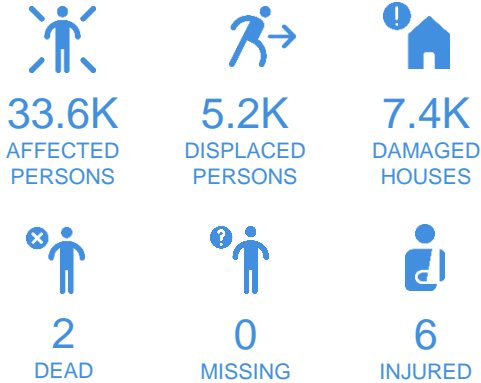 33.6K 5.2K 7.4K
AFFECTED DISPLACED DAMAGED
PERSONS PERSONS HOUSES
2 0 6
DEAD MISSING INJURED